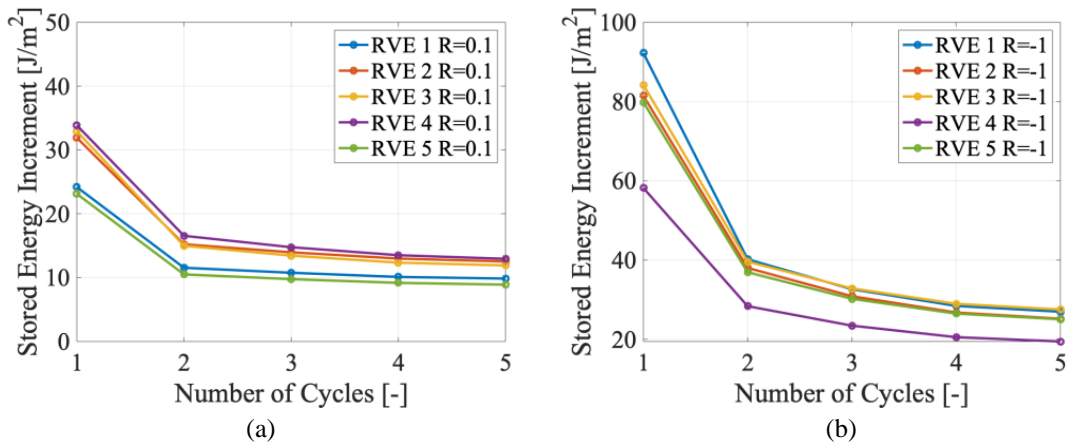 Stored Energy Increment [J/m²]
50
40
30
20
10
0
RVE 1 R=0.1
RVE 2 R=0.1
RVE 3 R=0.1
RVE 4 R=0.1
RVE 5 R=0.1
1 2 3 4 5
Number of Cycles [-]
(a)
Stored Energy Increment [J/m²]
100
80
60
40
20
RVE 1 R=-1
RVE 2 R=-1
RVE 3 R=-1
RVE 4 R=-1
RVE 5 R=-1
1 2 3 4 5
Number of Cycles [-]
(b)